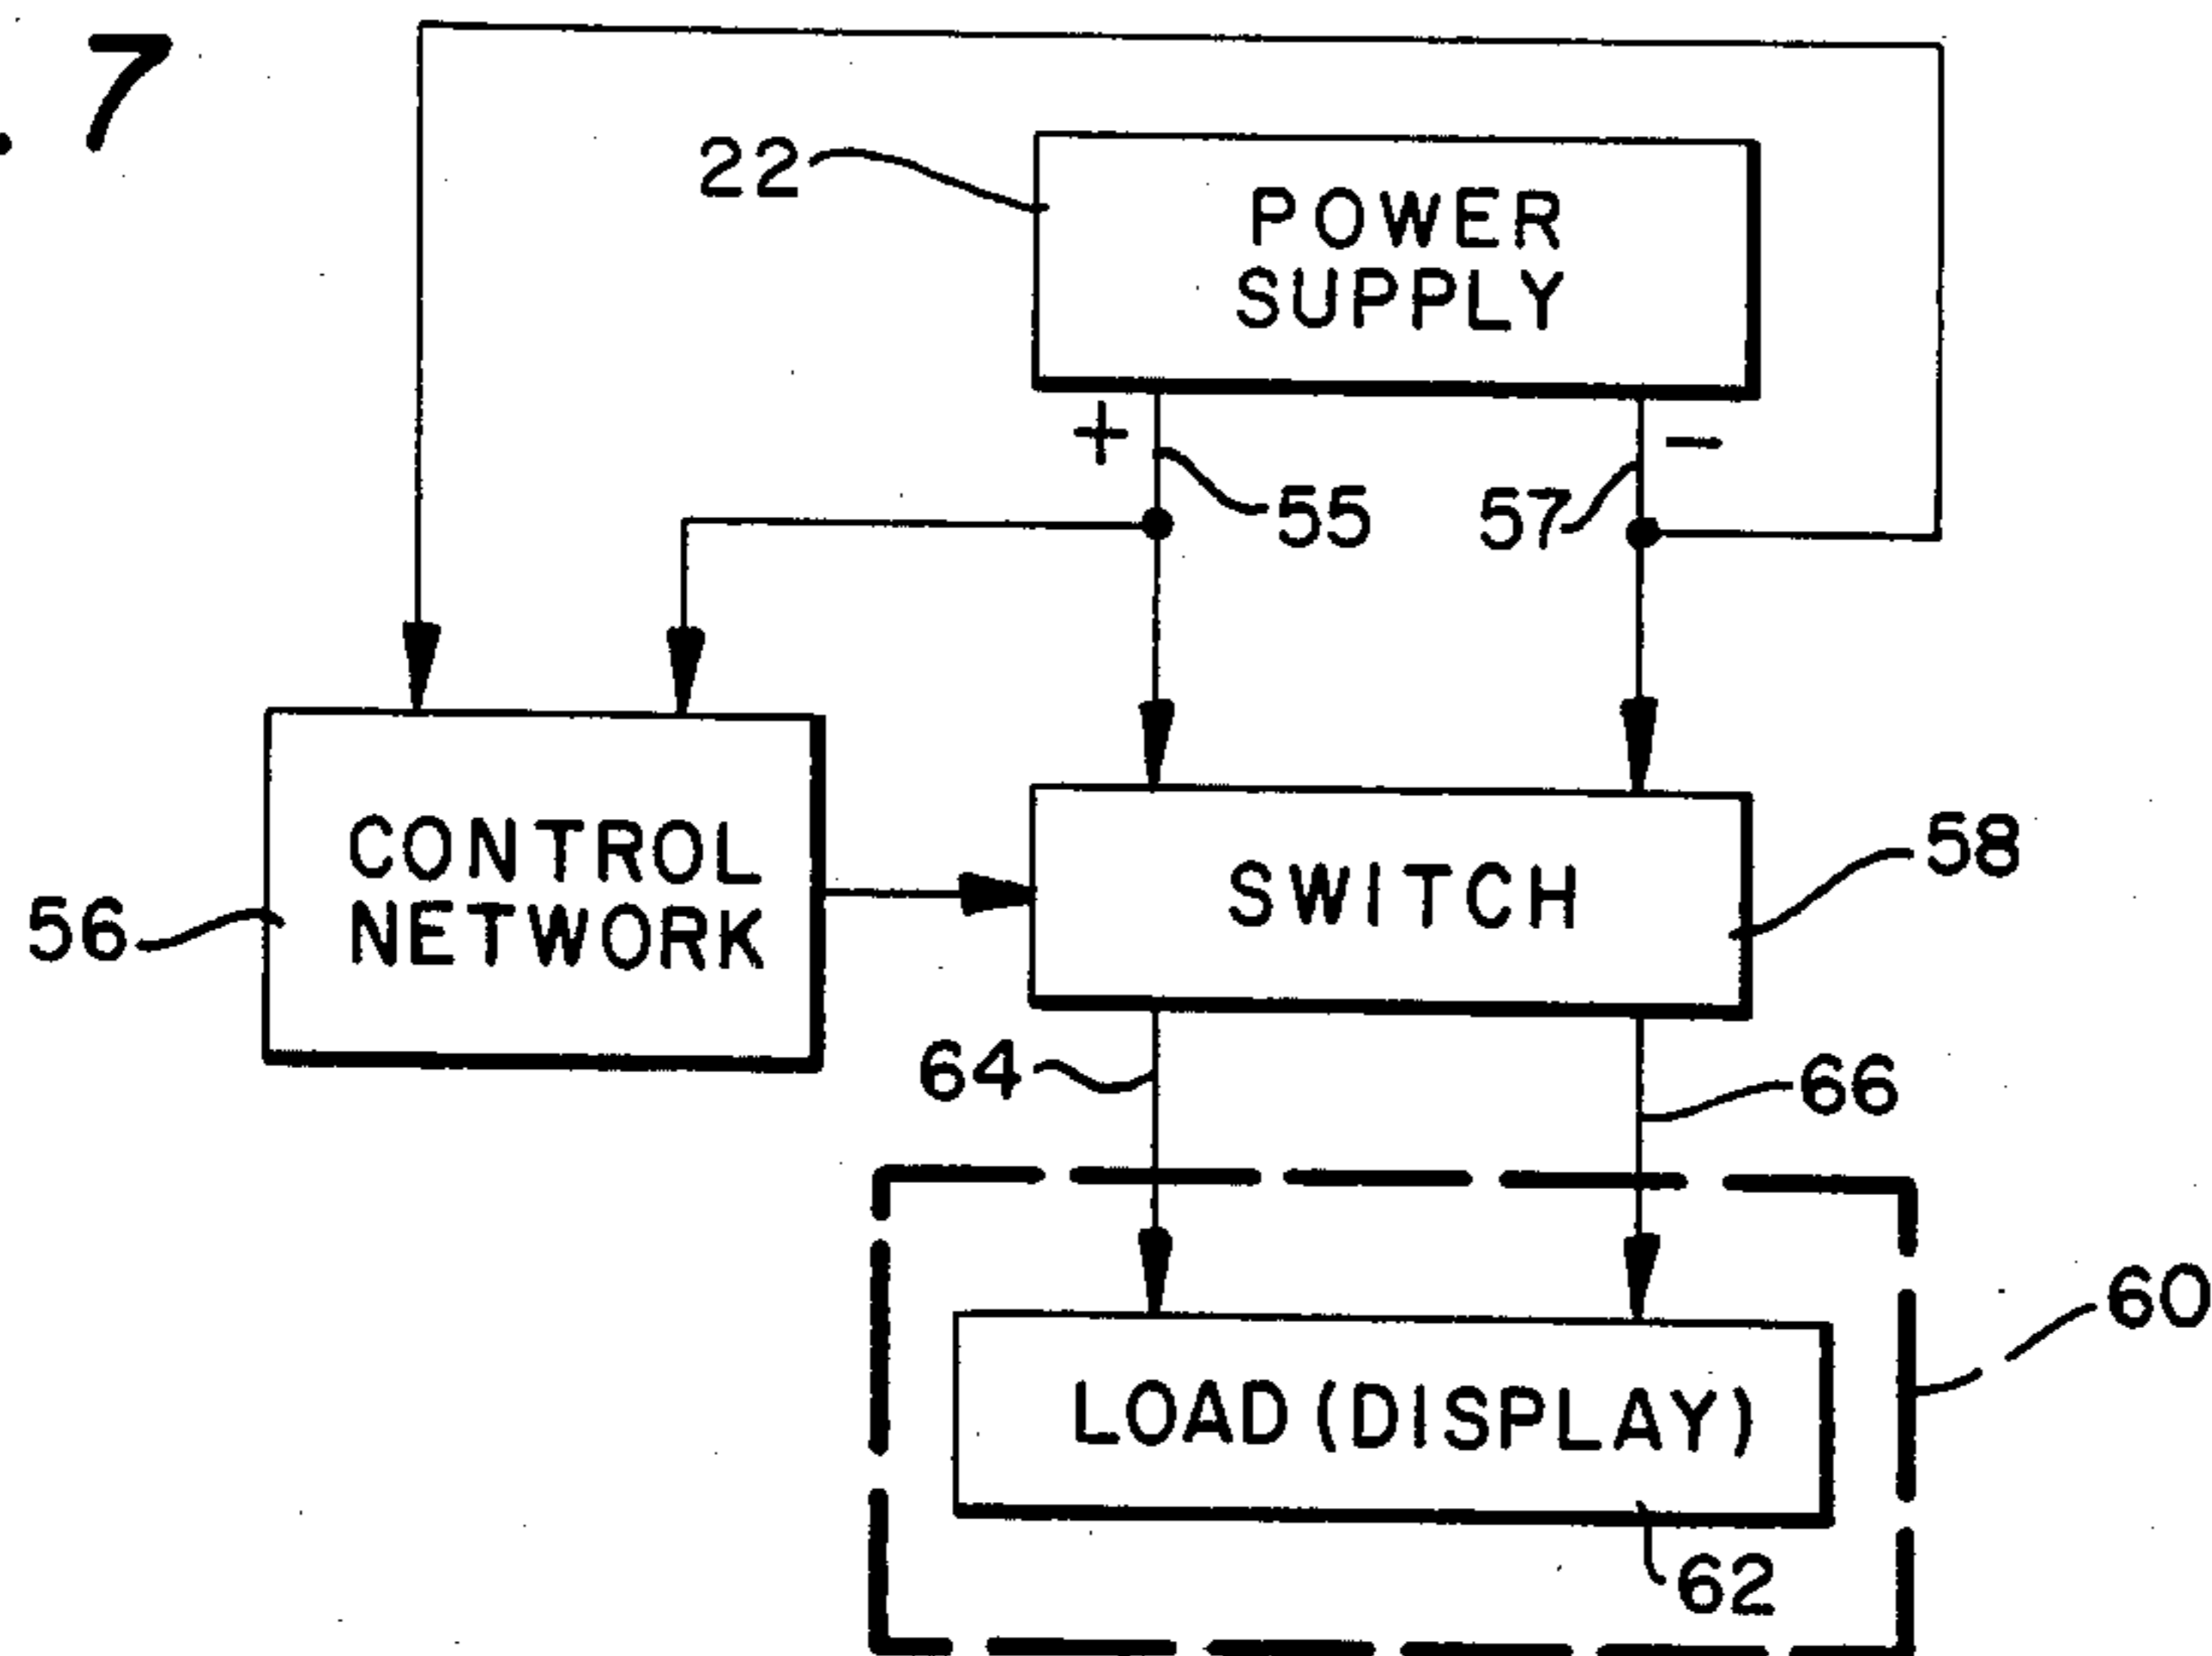 . 7
22
POWER
SUPPLY
+
-
55
57
CONTROL
NETWORK
56
SWITCH
58
64
66
60
LOAD (DISPLAY)
62